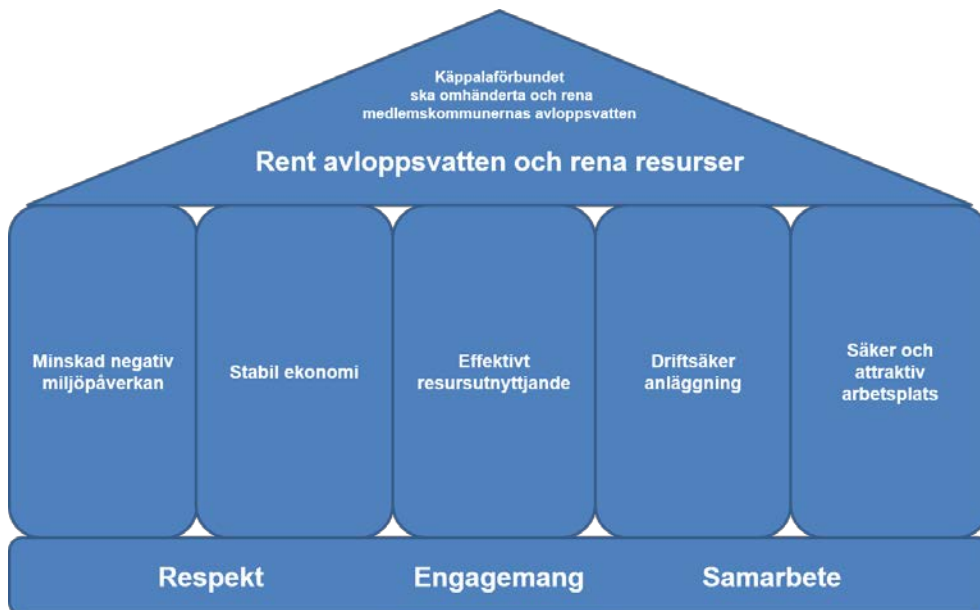 Käppalaförbundet
ska omhänderta och rena
medlemskommunernas avloppsvatten
Rent avloppsvatten och rena resurser
Minskad negativ
miljöpåverkan
Stabil ekonomi
Effektivt
resursutnyttjande
Driftsäker
anläggning
Säker och
attraktiv
arbetsplats
Respekt
Engagemang
Samarbete